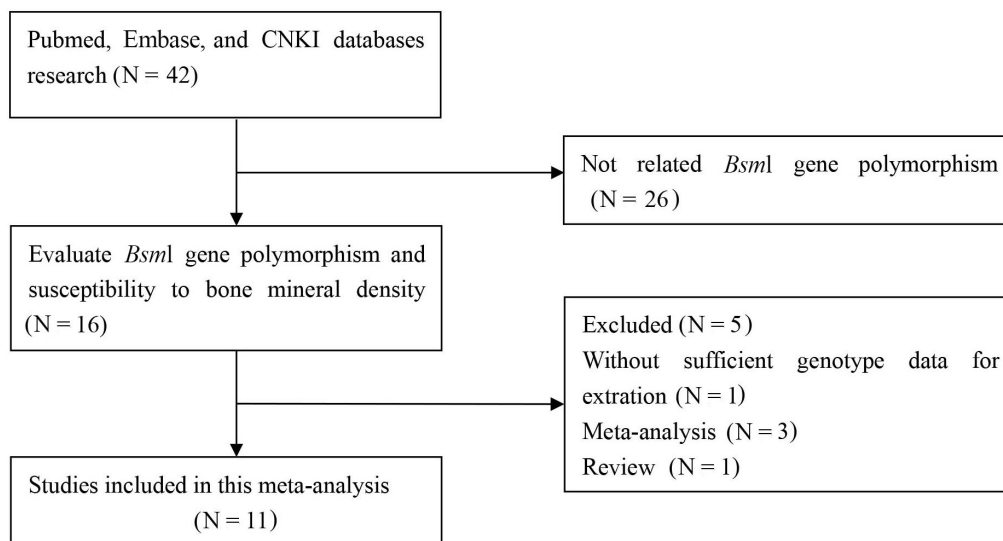 Pubmed, Embase, and CNKI databases
research (N = 42)
Not related BsmI gene polymorphism
(N = 26)
Evaluate BsmI gene polymorphism and
susceptibility to bone mineral density
(N = 16)
Excluded (N = 5)
Without sufficient genotype data for
extration (N = 1)
Meta-analysis (N = 3)
Review (N = 1)
Studies included in this meta-analysis
(N = 11)